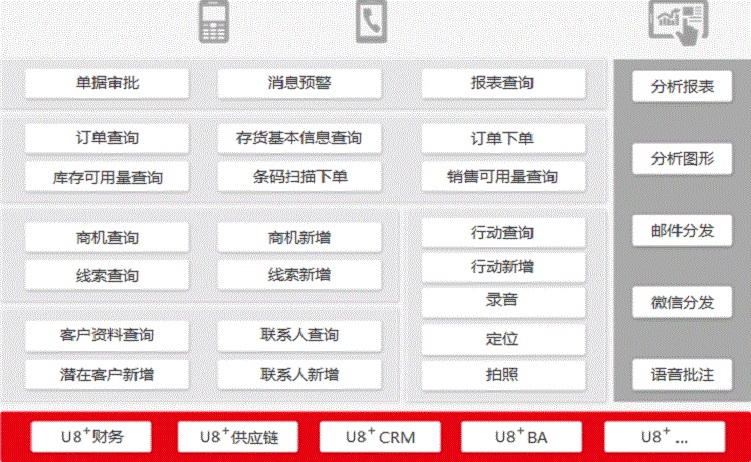 单据审批
消息预警
报表查询
订单查询
存货基本信息查询
订单下单
库存可用量查询
条码扫描下单
销售可用量查询
商机查询
商机新增
线索查询
线索新增
客户资料查询
联系人查询
潜在客户新增
联系人新增
行动查询
行动新增
录音
定位
拍照
分析报表
分析图形
邮件分发
微信分发
语音批注
U8+财务
U8+供应链
U8+CRM
U8+BA
U8+ ...